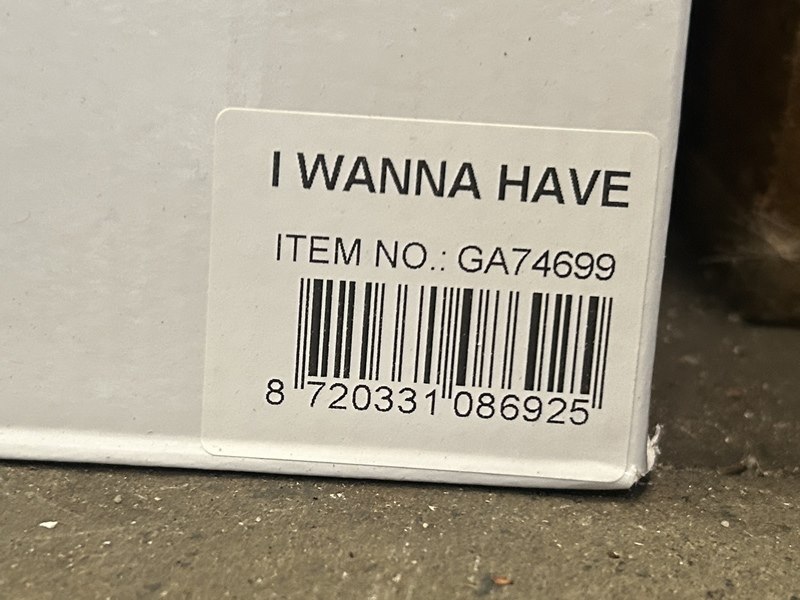 I WANNA HAVE
ITEM NO.: GA74699
8 720331 086925